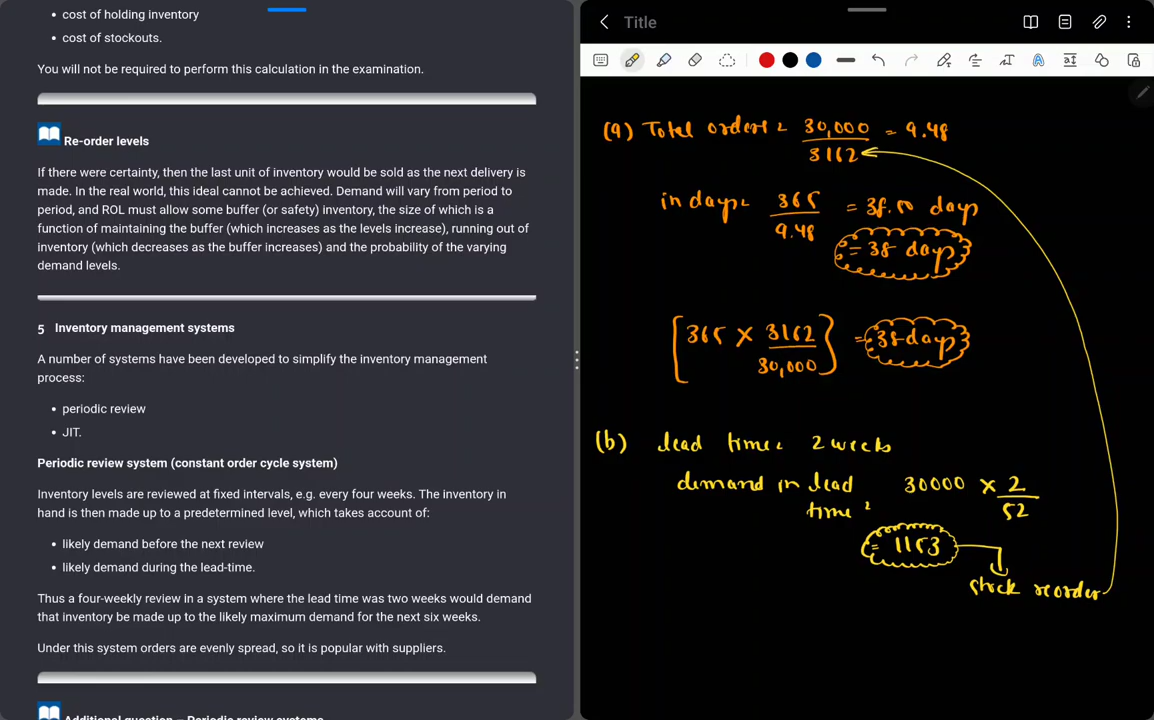 • cost of holding inventory
• cost of stockouts.
You will not be required to perform this calculation in the examination.
Re-order levels
If there were certainty, then the last unit of inventory would be sold as the next delivery is
made. In the real world, this ideal cannot be achieved. Demand will vary from period to
period, and ROL must allow some buffer (or safety) inventory, the size of which is a
function of maintaining the buffer (which increases as the levels increase), running out of
inventory (which decreases as the buffer increases) and the probability of the varying
demand levels.
5 Inventory management systems
A number of systems have been developed to simplify the inventory management
process:
• periodic review
• JIT.
Periodic review system (constant order cycle system)
Inventory levels are reviewed at fixed intervals, e.g. every four weeks. The inventory in
hand is then made up to a predetermined level, which takes account of:
• likely demand before the next review
• likely demand during the lead-time.
Thus a four-weekly review in a system where the lead time was two weeks would demand
that inventory be made up to the likely maximum demand for the next six weeks.
Under this system orders are evenly spread, so it is popular with suppliers.
Additional question – Periodic review systems
Title
(a) Total orders = 30,000 = 9.48
3162
in days = 365 = 38.50 days
9.48
= 38 days
[365 × 3162 = 38 days
30,000]
(b) lead time = 2 weeks
demand in lead 30000 × 2
time = 52
= 1153
stock reorder